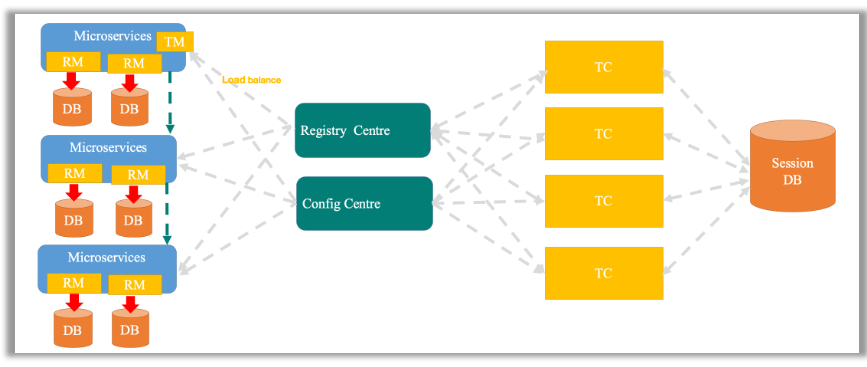 Microservices
TM
RM
RM
DB
DB
Microservices
RM
RM
DB
DB
Microservices
RM
RM
DB
DB
Load balance
Registry Centre
Config Centre
TC
TC
TC
TC
Session
DB